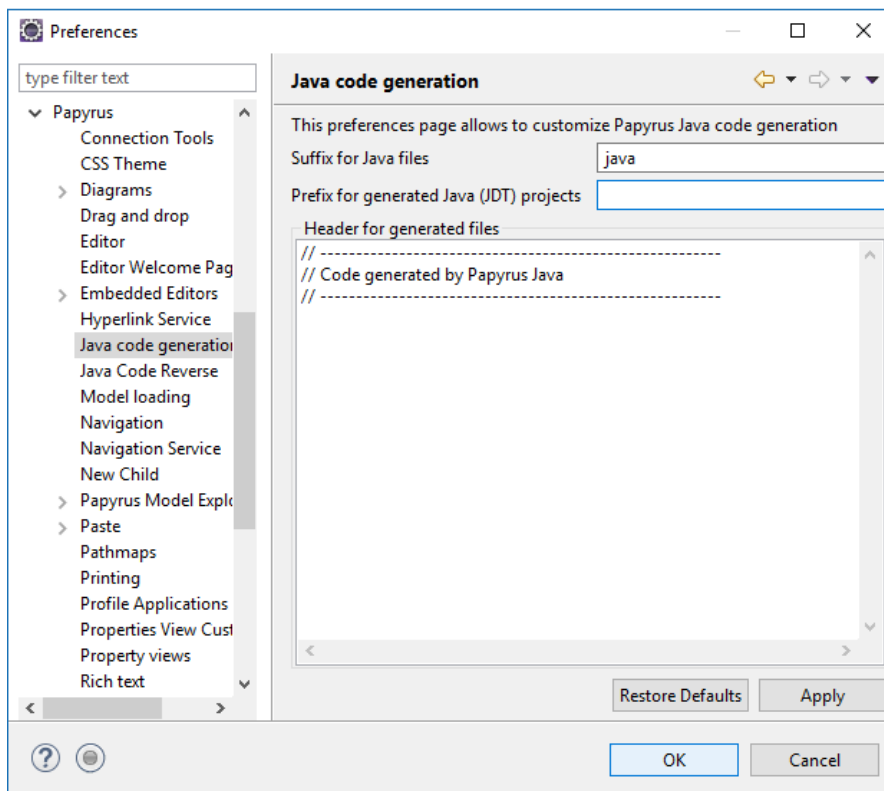 Preferences
type filter text
Papyrus
Connection Tools
CSS Theme
Diagrams
Drag and drop
Editor
Editor Welcome Pag
Embedded Editors
Hyperlink Service
Java code generation
Java Code Reverse
Model loading
Navigation
Navigation Service
New Child
Papyrus Model Explo
Paste
Pathmaps
Printing
Profile Applications
Properties View Cust
Property views
Rich text
Java code generation
This preferences page allows to customize Papyrus Java code generation
Suffix for Java files java
Prefix for generated Java (JDT) projects
Header for generated files
// --------------------------------------------------------
// Code generated by Papyrus Java
// --------------------------------------------------------
Restore Defaults Apply
? OK Cancel